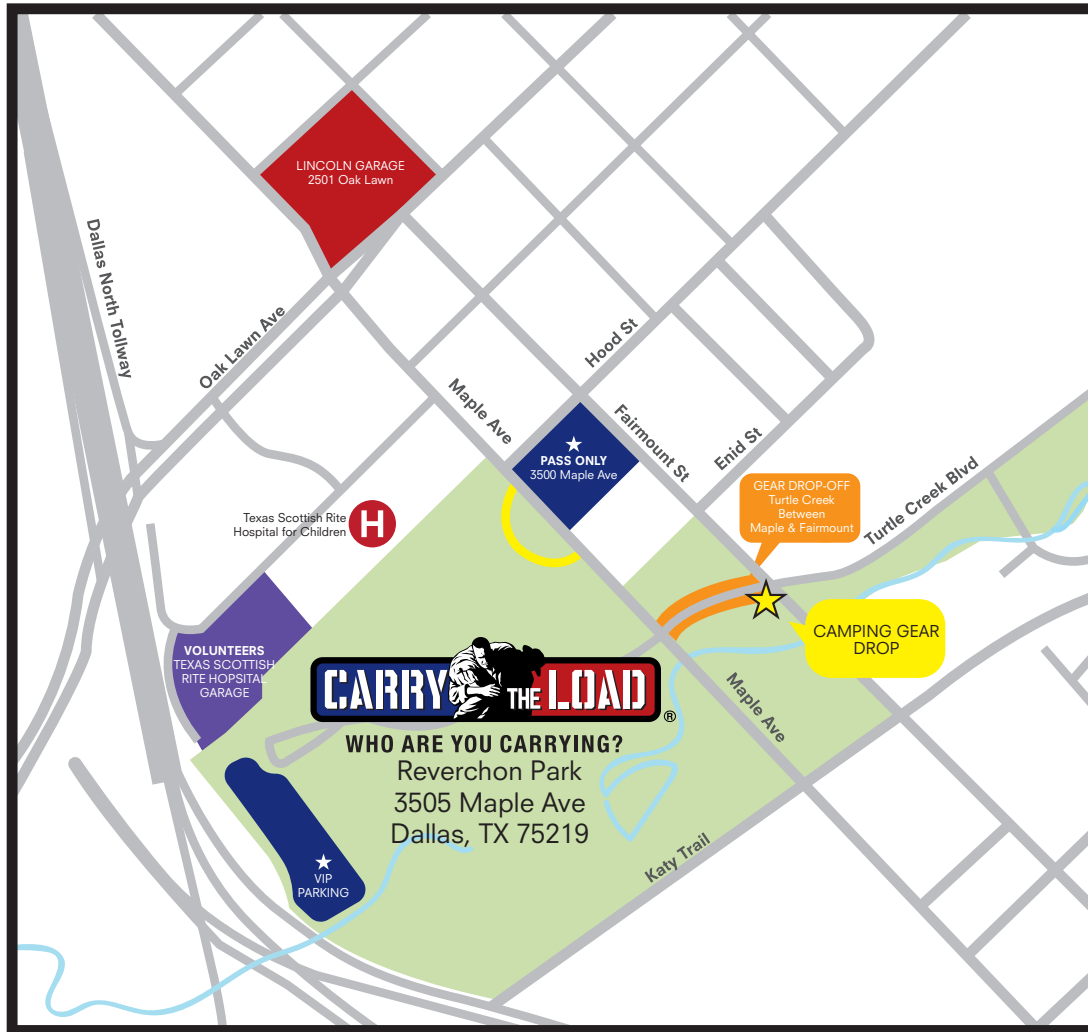 LINCOLN GARAGE
2501 Oak Lawn
Dallas North Tollway
Oak Lawn Ave
Hood St
Maple Ave
Fairmount St
Enid St
PASS ONLY
3500 Maple Ave
GEAR DROP-OFF
Turtle Creek
Between
Maple & Fairmount
Turtle Creek Blvd
Texas Scottish Rite
Hospital for Children
H
CAMPING GEAR
DROP
VOLUNTEERS
TEXAS SCOTTISH
RITE HOPSITAL
GARAGE
CARRY THE LOAD ®
WHO ARE YOU CARRYING?
Reverchon Park
3505 Maple Ave
Dallas, TX 75219
Maple Ave
Katy Trail
VIP
PARKING